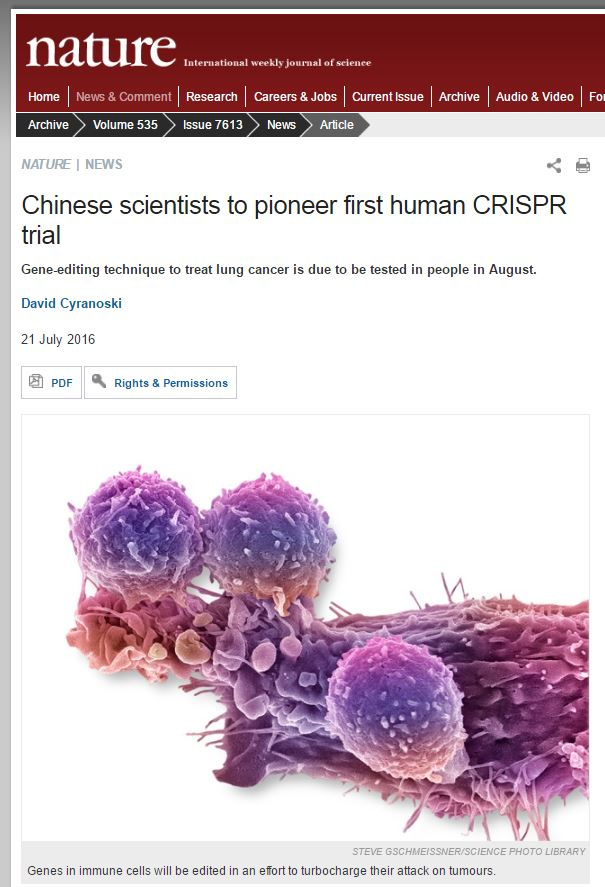 nature International weekly journal of science
Home News & Comment Research Careers & Jobs Current Issue Archive Audio & Video
Archive Volume 535 Issue 7613 News Article
NATURE | NEWS
Chinese scientists to pioneer first human CRISPR
trial
Gene-editing technique to treat lung cancer is due to be tested in people in August.
David Cyranoski
21 July 2016
PDF Rights & Permissions
STEVE GSCHMEISSNER/SCIENCE PHOTO LIBRARY
Genes in immune cells will be edited in an effort to turbocharge their attack on tumours.